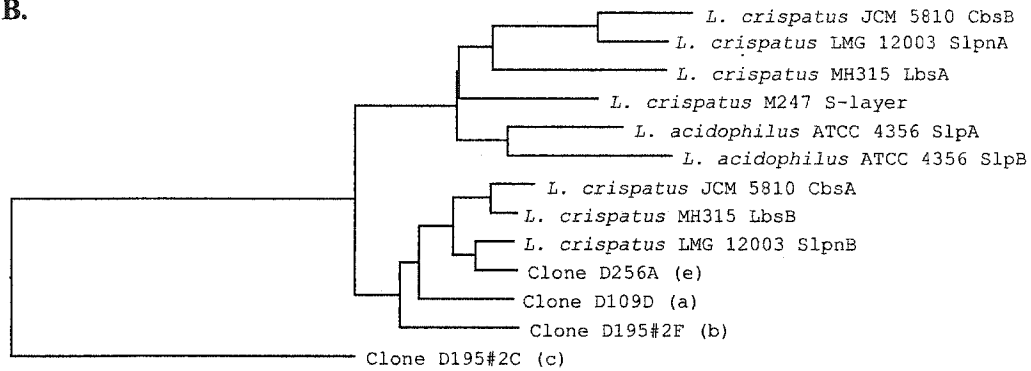 B.
L. crispatus JCM 5810 CbsB
L. crispatus LMG 12003 SlpnA
L. crispatus MH315 LbsA
L. crispatus M247 S-layer
L. acidophilus ATCC 4356 SlpA
L. acidophilus ATCC 4356 SlpB
L. crispatus JCM 5810 CbsA
L. crispatus MH315 LbsB
L. crispatus LMG 12003 SlpnB
Clone D256A (e)
Clone D109D (a)
Clone D195#2F (b)
Clone D195#2C (c)